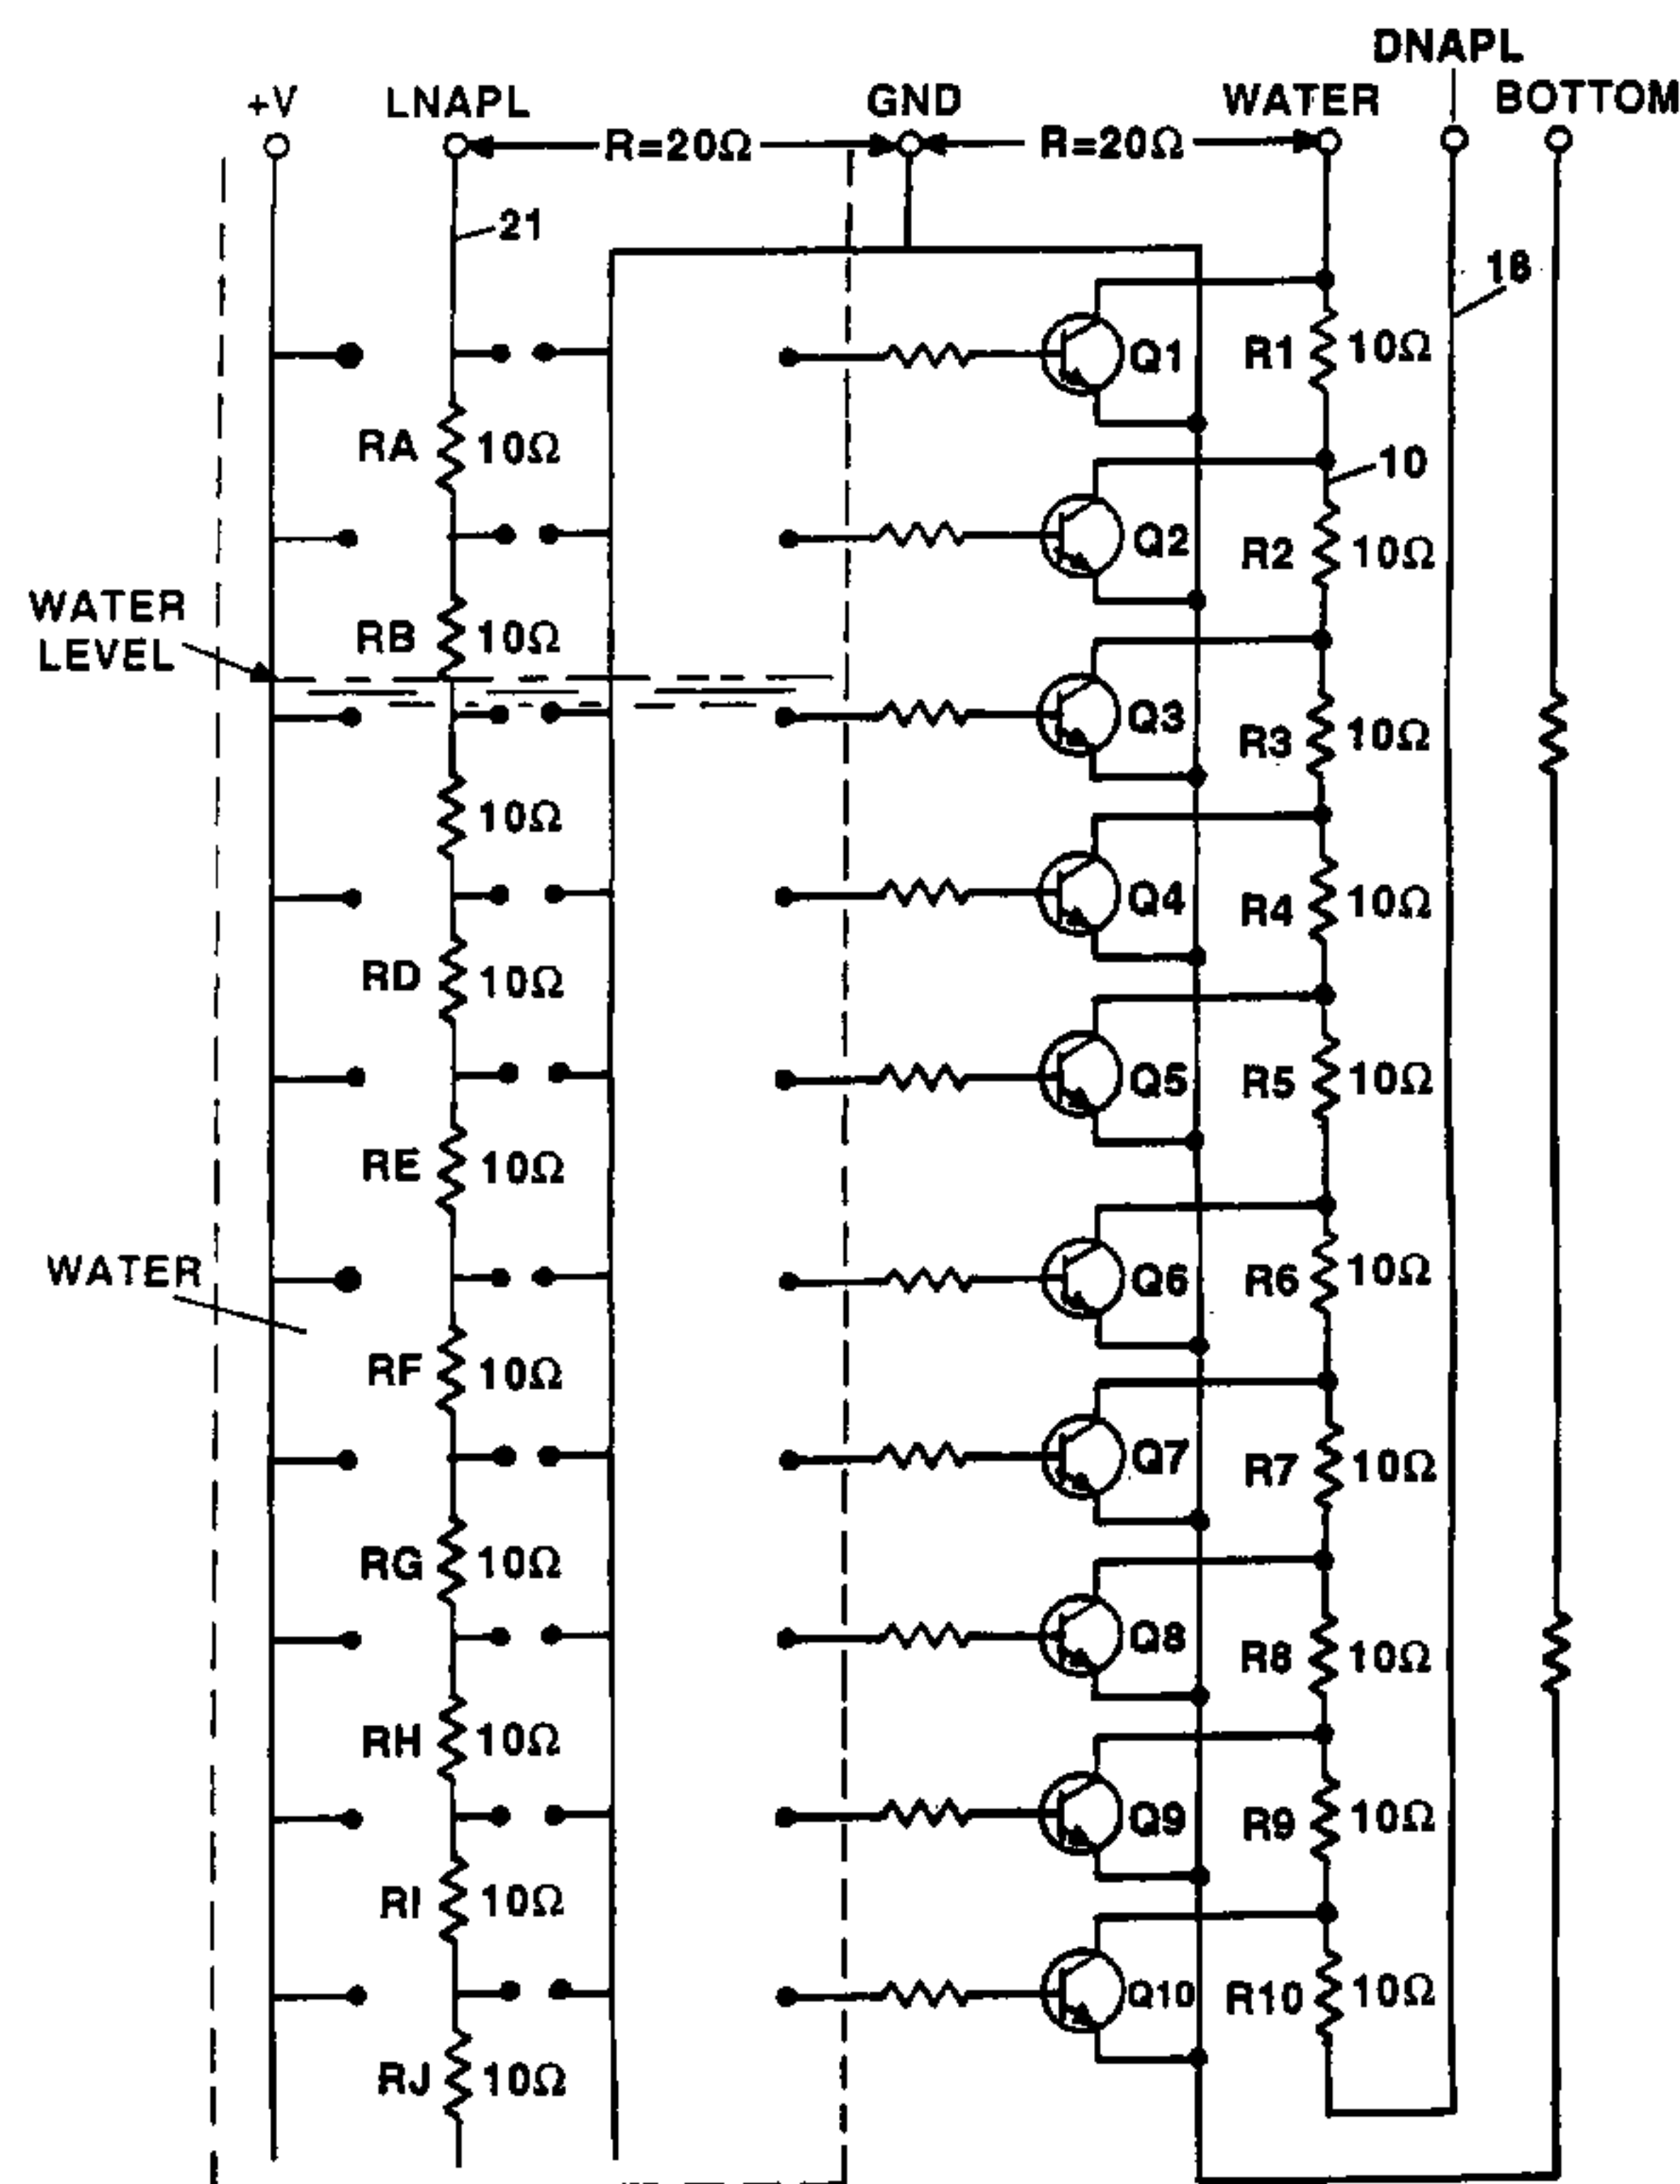 DNAPL
+V LNAPL GND WATER BOTTOM
R=20Ω R=20Ω
21
18
Q1 R1 10Ω
RA 10Ω
10
Q2 R2 10Ω
WATER
LEVEL
RB 10Ω
Q3 R3 10Ω
10Ω
Q4 R4 10Ω
RD 10Ω
Q5 R5 10Ω
RE 10Ω
WATER
Q6 R6 10Ω
RF 10Ω
Q7 R7 10Ω
RG 10Ω
Q8 R8 10Ω
RH 10Ω
Q9 R9 10Ω
RI 10Ω
Q10 R10 10Ω
RJ 10Ω